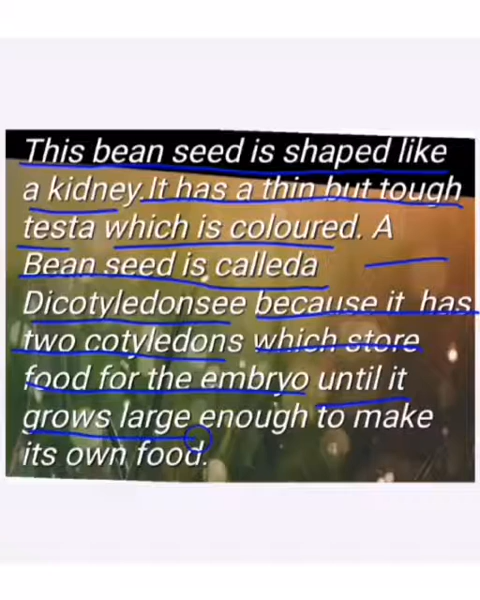 This bean seed is shaped like
a kidney.It has a thin but tough
testa which is coloured. A
Bean seed is calleda
Dicotyledonsee because it has
two cotyledons which store
food for the embryo until it
grows large enough to make
its own food.